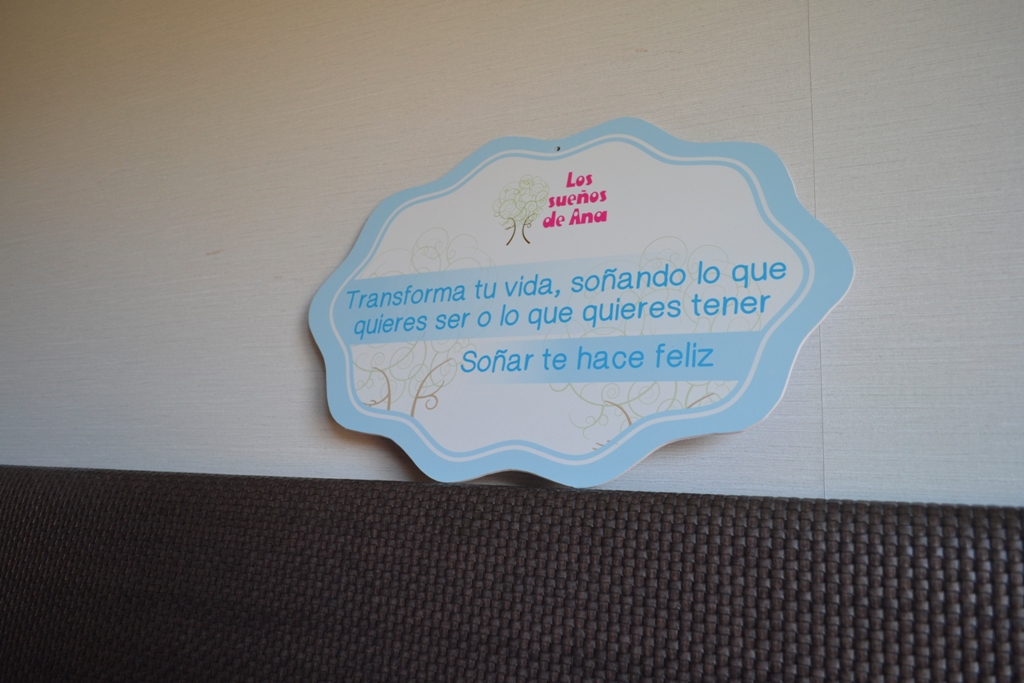 Los
sueños
de Ana
Transforma tu vida, soñando lo que
quieres ser o lo que quieres tener
Soñar te hace feliz